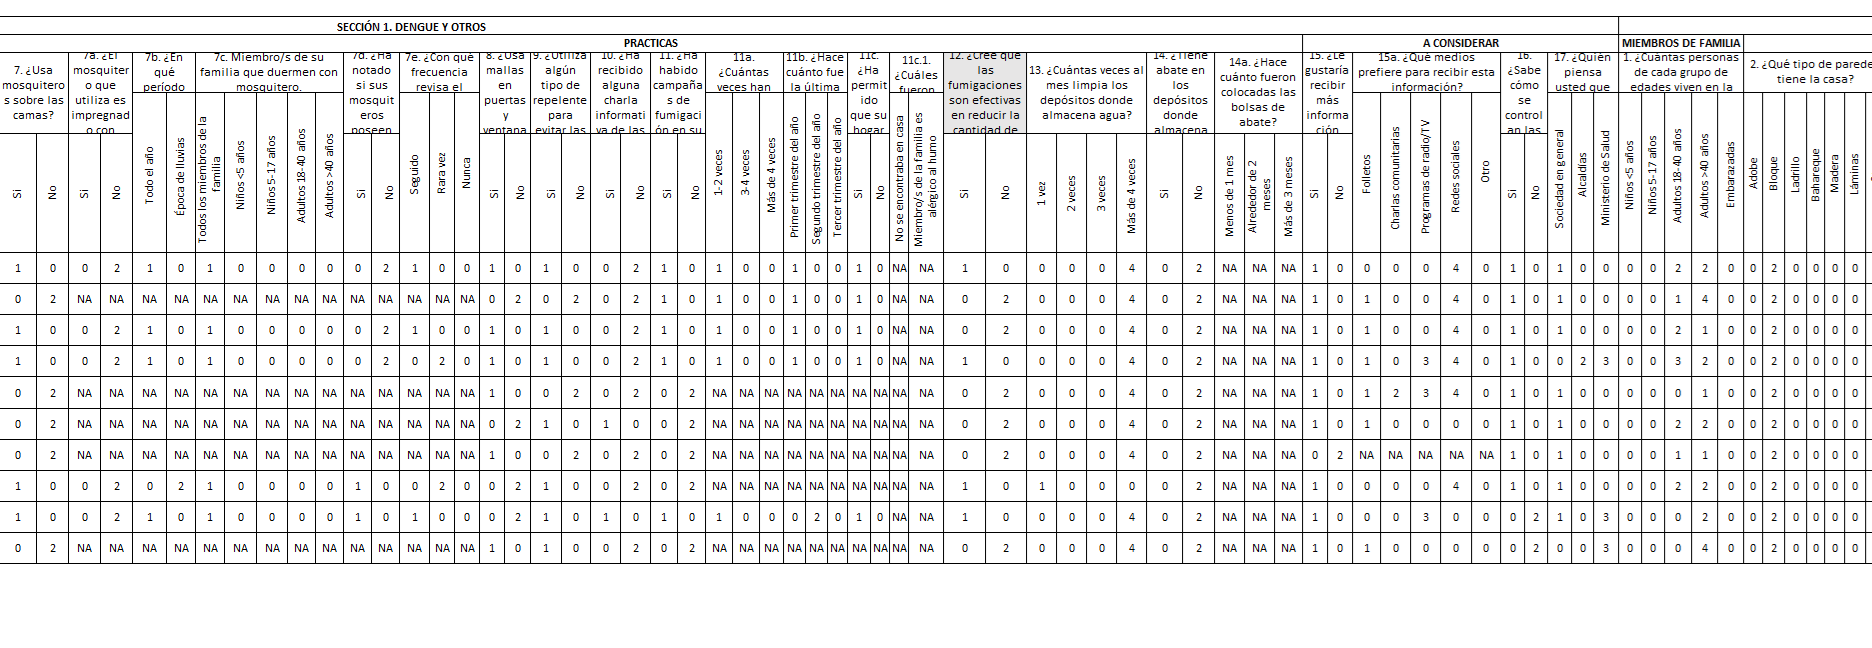 SECCIÓN 1. DENGUE Y OTROS
PRACTICAS
A CONSIDERAR
MIEMBROS DE FAMILIA
7. ¿Usa
mosquitero
s sobre las
camas?
7a. ¿El
mosquiter
o que
utiliza es
impregnad
o con
7b. ¿En
qué
período
7c. Miembro/s de su
familia que duermen con
mosquitero.
7d. ¿Ha
notado
si sus
mosquit
eros
poseen
7e. ¿Con qué
frecuencia
revisa el
8. ¿Usa
mallas
en
puertas
y
ventana
9. ¿Utiliza
algún
tipo de
repelente
para
evitar las
10. ¿Ha
recibido
alguna
charla
informati
va de las
11. ¿Ha
habido
campaña
s de
fumigaci
ón en su
11a.
¿Cuántas
veces han
11b. ¿Hace
cuánto fue
la última
11c.
¿Ha
permit
ido
que su
hogar
11c.1.
¿Cuáles
fueron
12. ¿Cree que
las
fumigaciones
son efectivas
en reducir la
cantidad de
13. ¿Cuántas veces al
mes limpia los
depósitos donde
almacena agua?
14. ¿Tiene
abate en
los
depósitos
donde
almacena
14a. ¿Hace
cuánto fueron
colocadas las
bolsas de
abate?
15. ¿Le
gustaría
recibir
más
informa
ción
15a. ¿Qué medios
prefiere para recibir esta
información?
16.
¿Sabe
cómo
se
control
an las
17. ¿Quién
piensa
usted que
1. ¿Cuántas personas
de cada grupo de
edades viven en la
2. ¿Qué tipo de parede
tiene la casa?
Si
No
Si
No
Todo el año
Época de lluvias
Todos los miembros de la
familia
Niños <5 años
Niños 5-17 años
Adultos 18-40 años
Adultos >40 años
Si
No
Seguido
Rara vez
Nunca
Si
No
Si
No
Si
No
Si
No
1-2 veces
3-4 veces
Más de 4 veces
Primer trimestre del año
Segundo trimestre del año
Tercer trimestre del año
Si
No
No se encontraba en casa
Miembro/s de la familia es
alérgico al humo
Si
No
1 vez
2 veces
3 veces
Más de 4 veces
Si
No
Menos de 1 mes
Alrededor de 2
meses
Más de 3 meses
Si
No
Folletos
Charlas comunitarias
Programas de radio/TV
Redes sociales
Otro
Si
No
Sociedad en general
Alcaldías
Ministerio de Salud
Niños <5 años
Niños 5-17 años
Adultos 18-40 años
Adultos >40 años
Embarazadas
Adobe
Bloque
Ladrillo
Bahareque
Madera
Láminas
1 0 0 2 1 0 1 0 0 0 0 0 2 1 0 0 1 0 1 0 0 2 1 0 1 0 0 1 0 0 1 0 NA NA 1 0 0 0 0 4 0 2 NA NA NA 1 0 0 0 0 4 0 1 0 1 0 0 0 0 2 2 0 0 2 0 0 0 0
0 2 NA NA NA NA NA NA NA NA NA NA NA NA NA NA 0 2 0 2 0 2 1 0 1 0 0 1 0 0 1 0 NA NA 0 2 0 0 0 4 0 2 NA NA NA 1 0 1 0 0 4 0 1 0 1 0 0 0 0 1 4 0 0 2 0 0 0 0
1 0 0 2 1 0 1 0 0 0 0 0 2 1 0 0 1 0 1 0 0 2 1 0 1 0 0 1 0 0 1 0 NA NA 0 2 0 0 0 4 0 2 NA NA NA 1 0 1 0 0 4 0 1 0 1 0 0 0 0 2 1 0 0 2 0 0 0 0
1 0 0 2 1 0 1 0 0 0 0 0 2 0 2 0 1 0 1 0 0 2 1 0 1 0 0 1 0 0 1 0 NA NA 1 0 0 0 0 4 0 2 NA NA NA 1 0 1 0 3 4 0 1 0 0 2 3 0 0 3 2 0 0 2 0 0 0 0
0 2 NA NA NA NA NA NA NA NA NA NA NA NA NA NA 1 0 0 2 0 2 0 2 NA NA NA NA NA NA NA NA NA NA 0 2 0 0 0 4 0 2 NA NA NA 1 0 1 2 3 4 0 1 0 1 0 0 0 0 0 1 0 0 2 0 0 0 0
0 2 NA NA NA NA NA NA NA NA NA NA NA NA NA NA 0 2 1 0 1 0 0 2 NA NA NA NA NA NA NA NA NA NA 0 2 0 0 0 4 0 2 NA NA NA 1 0 1 0 0 0 0 1 0 1 0 0 0 0 2 2 0 0 2 0 0 0 0
0 2 NA NA NA NA NA NA NA NA NA NA NA NA NA NA 1 0 0 2 0 2 0 2 NA NA NA NA NA NA NA NA NA NA 0 2 0 0 0 4 0 2 NA NA NA 0 2 NA NA NA NA NA 1 0 1 0 0 0 0 1 1 0 0 2 0 0 0 0
1 0 0 2 0 2 1 0 0 0 0 1 0 0 2 0 0 2 1 0 0 2 0 2 NA NA NA NA NA NA NA NA NA NA 1 0 1 0 0 0 0 2 NA NA NA 1 0 0 0 0 4 0 1 0 1 0 0 0 0 2 2 0 0 2 0 0 0 0
1 0 0 2 1 0 1 0 0 0 0 1 0 1 0 0 0 2 1 0 1 0 1 0 1 0 0 0 2 0 1 0 NA NA 1 0 0 0 0 4 0 2 NA NA NA 1 0 0 0 3 0 0 0 2 1 0 3 0 0 0 2 0 0 2 0 0 0 0
0 2 NA NA NA NA NA NA NA NA NA NA NA NA NA NA 1 0 1 0 0 2 0 2 NA NA NA NA NA NA NA NA NA NA 0 2 0 0 0 4 0 2 NA NA NA 1 0 1 0 0 0 0 0 2 0 0 3 0 0 0 4 0 0 2 0 0 0 0